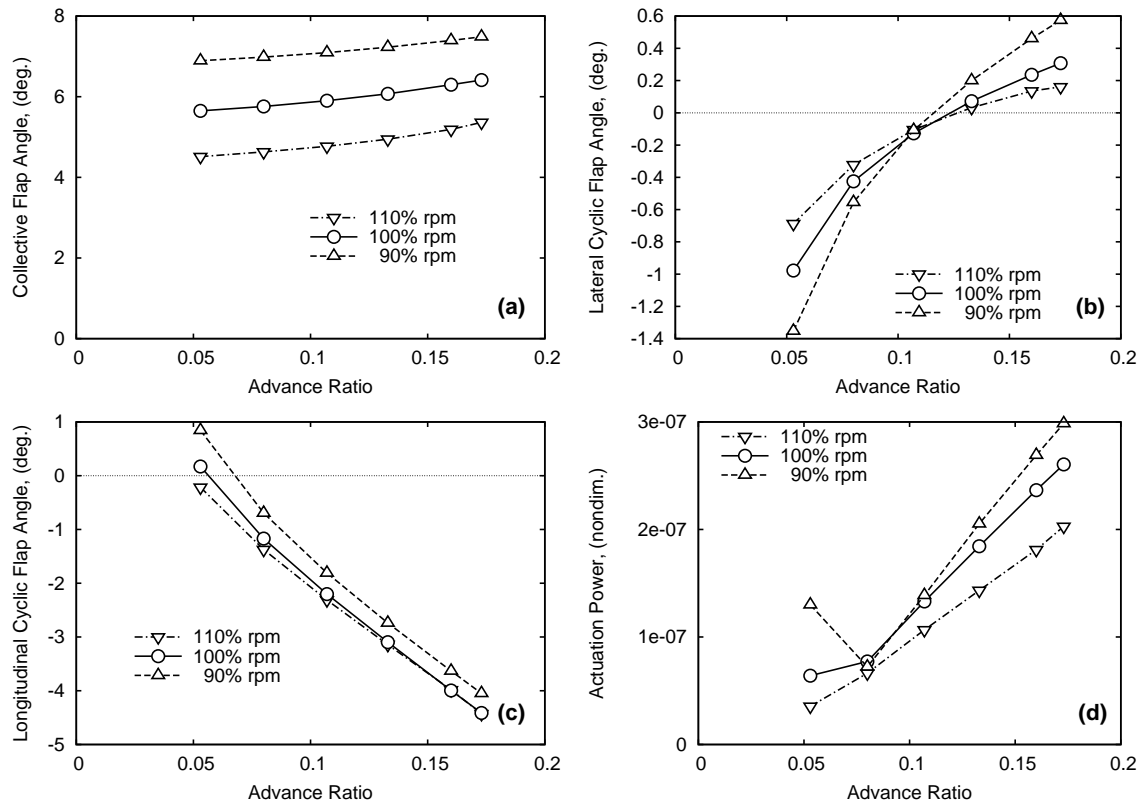 8
6
4
2
0
Collective Flap Angle, (deg.)
110% rpm
100% rpm
90% rpm
(a)
0
0.05
0.1
0.15
0.2
Advance Ratio
0.6
0.4
0.2
0
-0.2
-0.4
-0.6
-0.8
-1
-1.2
-1.4
Lateral Cyclic Flap Angle, (deg.)
110% rpm
100% rpm
90% rpm
(b)
0
0.05
0.1
0.15
0.2
Advance Ratio
1
0
-1
-2
-3
-4
-5
Longitudinal Cyclic Flap Angle, (deg.)
110% rpm
100% rpm
90% rpm
(c)
0
0.05
0.1
0.15
0.2
Advance Ratio
3e-07
2e-07
1e-07
0
Actuation Power, (nondim.)
110% rpm
100% rpm
90% rpm
(d)
0
0.05
0.1
0.15
0.2
Advance Ratio